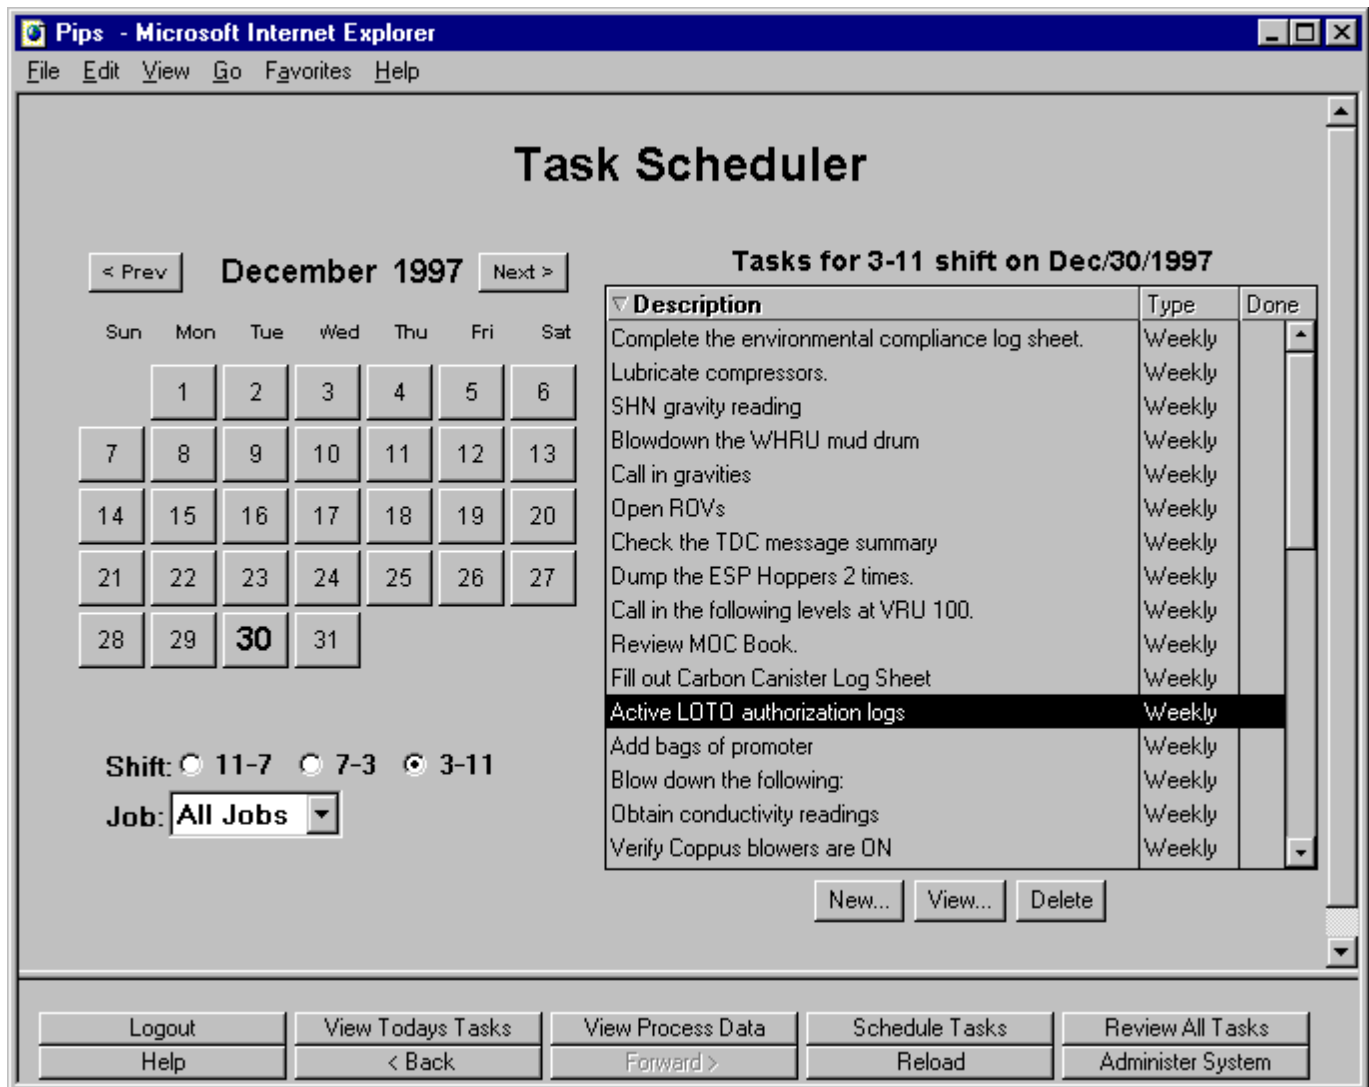 Pips - Microsoft Internet Explorer
File Edit View Go Favorites Help
Task Scheduler
< Prev December 1997 Next >
Sun Mon Tue Wed Thu Fri Sat
1 2 3 4 5 6
7 8 9 10 11 12 13
14 15 16 17 18 19 20
21 22 23 24 25 26 27
28 29 30 31
Shift: 11-7 7-3 3-11
Job: All Jobs
Tasks for 3-11 shift on Dec/30/1997
Description Type Done
Complete the environmental compliance log sheet. Weekly
Lubricate compressors. Weekly
SHN gravity reading Weekly
Blowdown the WHRU mud drum Weekly
Call in gravities Weekly
Open ROVs Weekly
Check the TDC message summary Weekly
Dump the ESP Hoppers 2 times. Weekly
Call in the following levels at VRU 100. Weekly
Review MOC Book. Weekly
Fill out Carbon Canister Log Sheet Weekly
Active LOTO authorization logs Weekly
Add bags of promoter Weekly
Blow down the following: Weekly
Obtain conductivity readings Weekly
Verify Coppus blowers are ON Weekly
New... View... Delete
Logout View Todays Tasks View Process Data Schedule Tasks Review All Tasks
Help < Back Forward > Reload Administer System